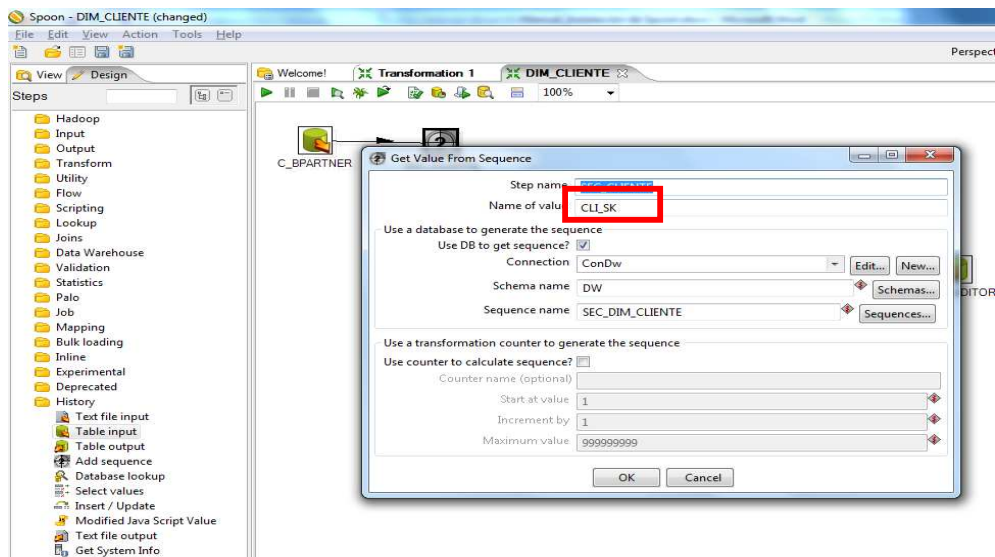 Spoon - DIM_CLIENTE (changed)
File Edit View Action Tools Help
Perspect
View Design
Steps
Welcome! Transformation 1 DIM_CLIENTE
100%
Hadoop
Input
Output
Transform
Utility
Flow
Scripting
Lookup
Joins
Data Warehouse
Validation
Statistics
Palo
Job
Mapping
Bulk loading
Inline
Experimental
Deprecated
History
Text file input
Table input
Table output
Add sequence
Database lookup
Select values
Insert / Update
Modified Java Script Value
Text file output
Get System Info
C_BPARTNER
DITOR
Get Value From Sequence
Step name
Name of value CLI_SK
Use a database to generate the sequence
Use DB to get sequence?
Connection ConDw Edit... New...
Schema name DW Schemas...
Sequence name SEC_DIM_CLIENTE Sequences...
Use a transformation counter to generate the sequence
Use counter to calculate sequence?
Counter name (optional)
Start at value 1
Increment by 1
Maximum value 999999999
OK Cancel